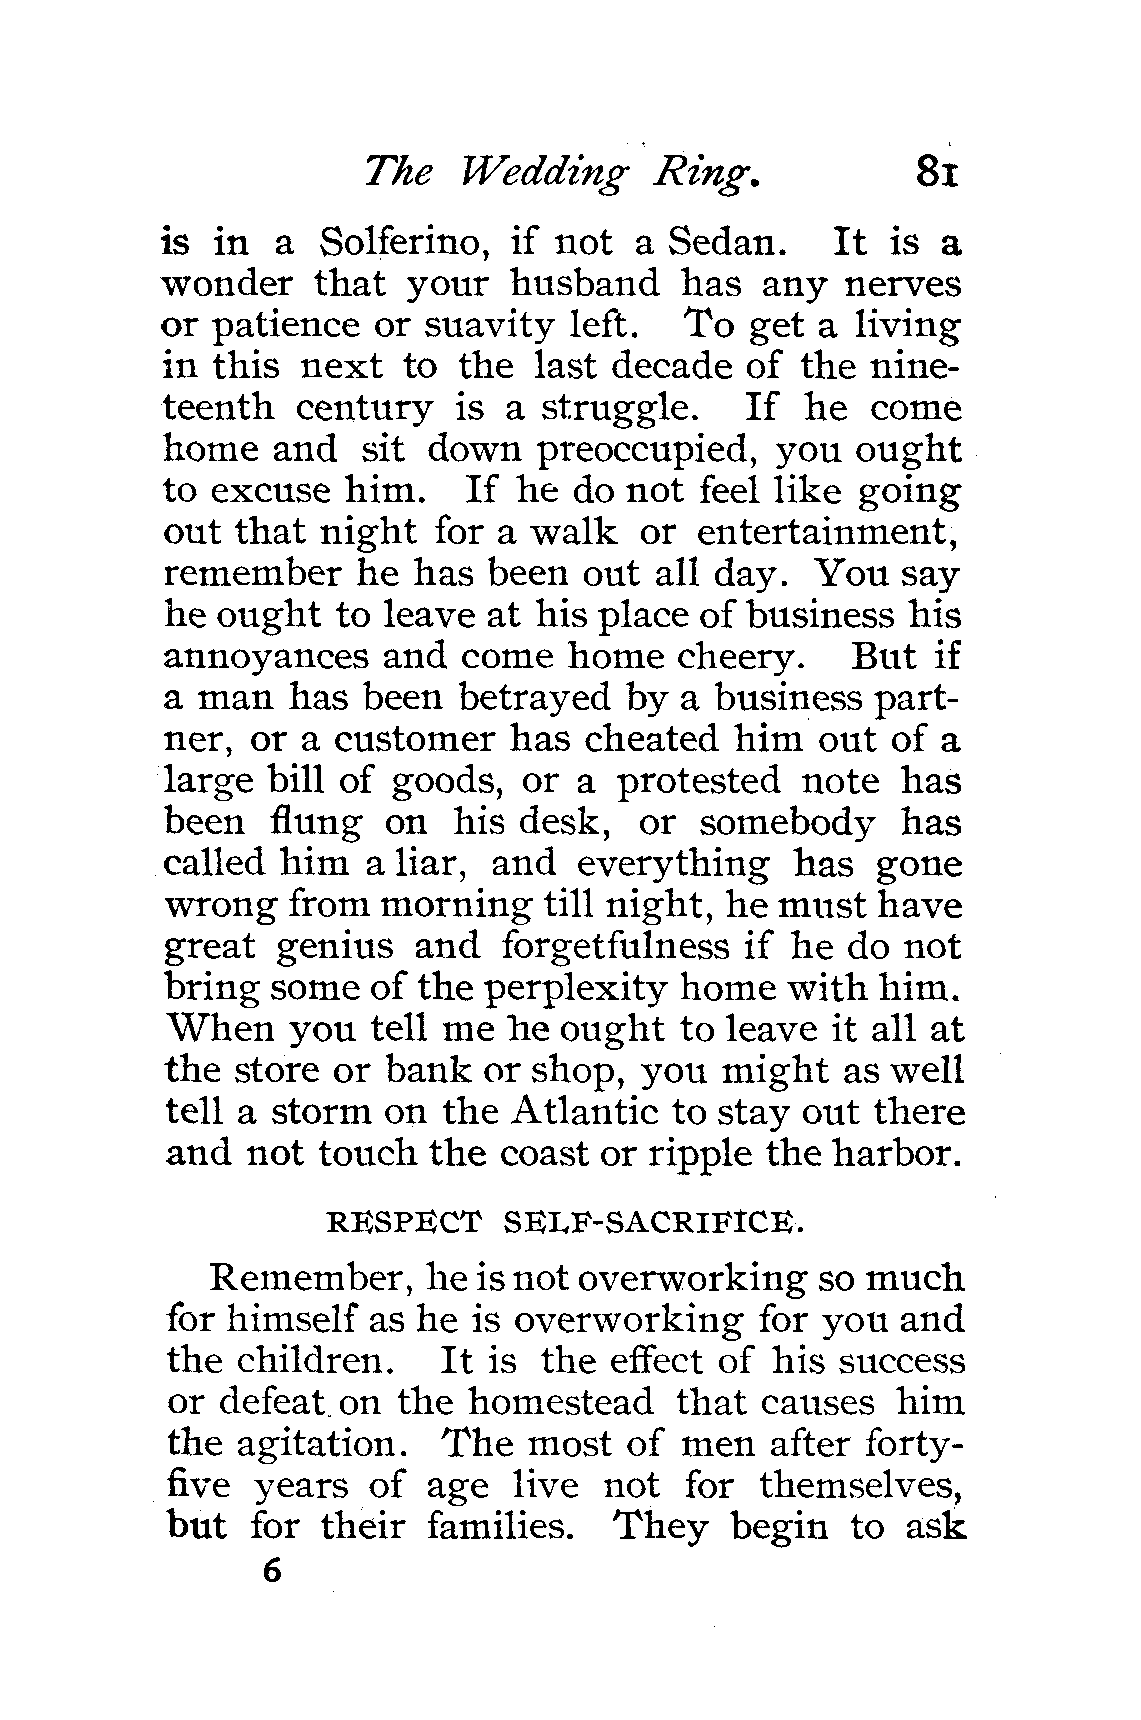 The Wedding Ring. 81
is in a Solferino, if not a Sedan. It is a
wonder that your husband has any nerves
or patience or suavity left. To get a living
in this next to the last decade of the nine-
teenth century is a struggle. If he come
home and sit down preoccupied, you ought
to excuse him. If he do not feel like going
out that night for a walk or entertainment,
remember he has been out all day. You say
he ought to leave at his place of business his
annoyances and come home cheery. But if
a man has been betrayed by a business part-
ner, or a customer has cheated him out of a
large bill of goods, or a protested note has
been flung on his desk, or somebody has
called him a liar, and everything has gone
wrong from morning till night, he must have
great genius and forgetfulness if he do not
bring some of the perplexity home with him.
When you tell me he ought to leave it all at
the store or bank or shop, you might as well
tell a storm on the Atlantic to stay out there
and not touch the coast or ripple the harbor.
RESPECT SELF-SACRIFICE.
Remember, he is not overworking so much
for himself as he is overworking for you and
the children. It is the effect of his success
or defeat on the homestead that causes him
the agitation. The most of men after forty-
five years of age live not for themselves,
but for their families. They begin to ask
6